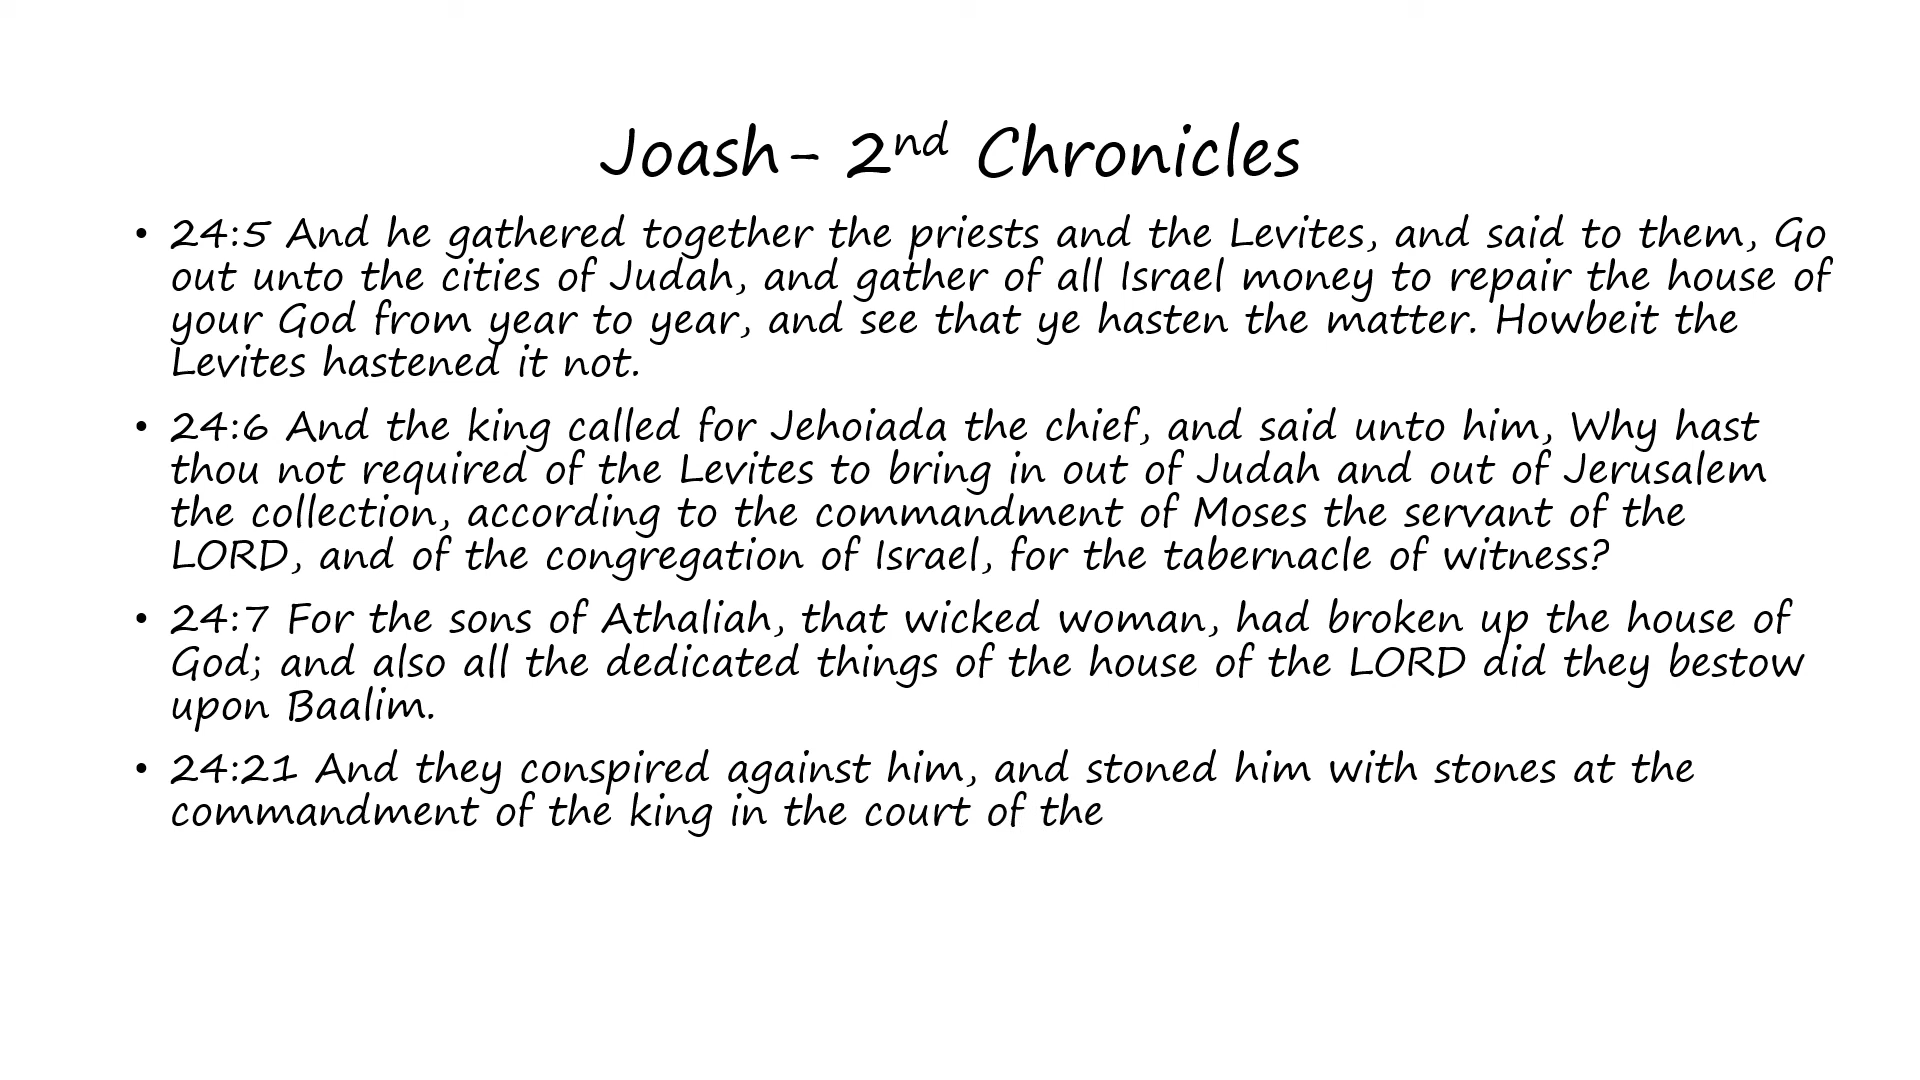 Joash- 2nd Chronicles
• 24:5 And he gathered together the priests and the Levites, and said to them, Go
out unto the cities of Judah, and gather of all Israel money to repair the house of
your God from year to year, and see that ye hasten the matter. Howbeit the
Levites hastened it not.
• 24:6 And the king called for Jehoiada the chief, and said unto him, Why hast
thou not required of the Levites to bring in out of Judah and out of Jerusalem
the collection, according to the commandment of Moses the servant of the
LORD, and of the congregation of Israel, for the tabernacle of witness?
• 24:7 For the sons of Athaliah, that wicked woman, had broken up the house of
God; and also all the dedicated things of the house of the LORD did they bestow
upon Baalim.
• 24:21 And they conspired against him, and stoned him with stones at the
commandment of the king in the court of the